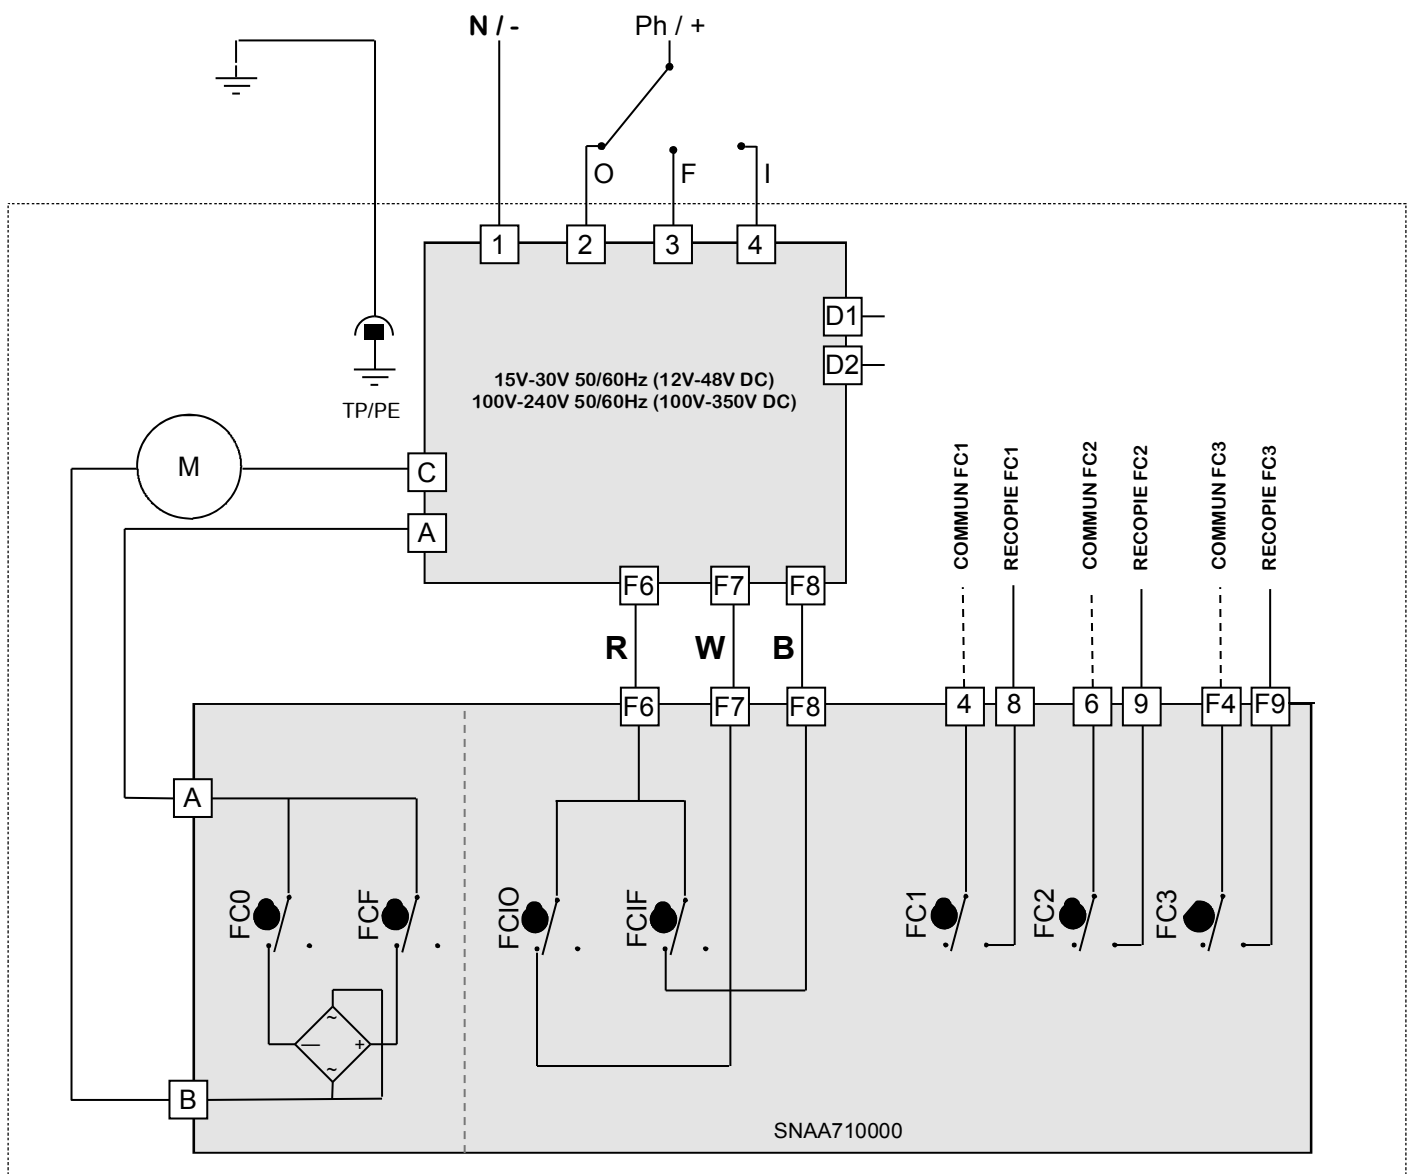 N / -
Ph / +
O
F
I
1
2
3
4
D1
D2
15V-30V 50/60Hz (12V-48V DC)
100V-240V 50/60Hz (100V-350V DC)
TP/PE
M
C
A
COMMUN FC1
RECOPIE FC1
COMMUN FC2
RECOPIE FC2
COMMUN FC3
RECOPIE FC3
F6
F7
F8
R
W
B
F6
F7
F8
4
8
6
9
F4
F9
A
FC0
FCF
FCIO
FCIF
FC1
FC2
FC3
~
— +
~
B
SNAA710000